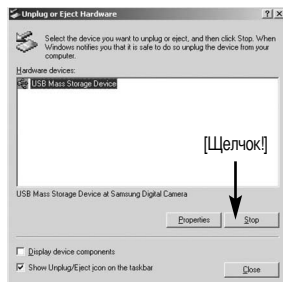 Unplug or Eject Hardware
Select the device you want to unplug or eject, and then click Stop. When
Windows notifies you that it is safe to do so unplug the device from your
computer.
Hardware devices:
USB Mass Storage Device
[Щелчок!]
USB Mass Storage Device at Samsung Digital Camera
Properties
Stop
Display device components
Show Unplug/Eject icon on the taskbar
Close